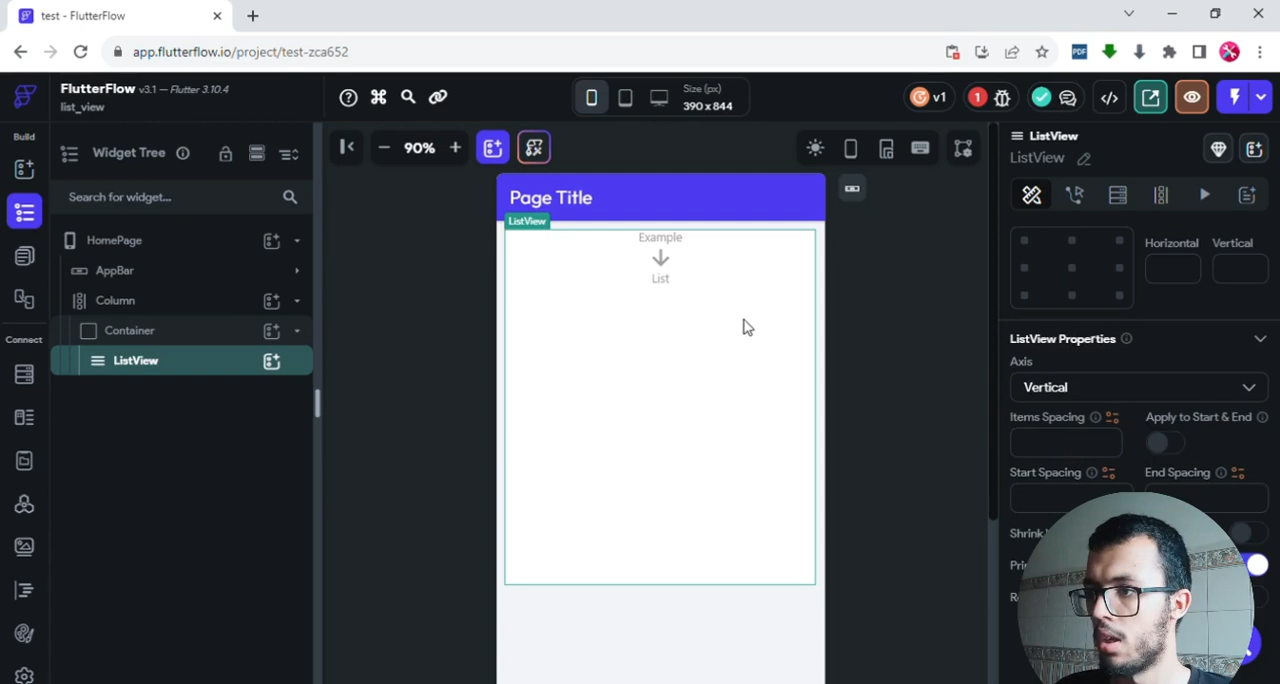 test - FlutterFlow
app.flutterflow.io/project/test-zca652
PDF
FlutterFlow v3.1 – Flutter 3.10.4
list_view
Size (px)
390 x 844
v1
1
Build
Widget Tree
90%
Search for widget...
HomePage
AppBar
Column
Container
ListView
Connect
Page Title
ListView
Example
List
ListView
ListView
Horizontal
Vertical
ListView Properties
Axis
Vertical
Items Spacing
Apply to Start & End
Start Spacing
End Spacing
Shrink